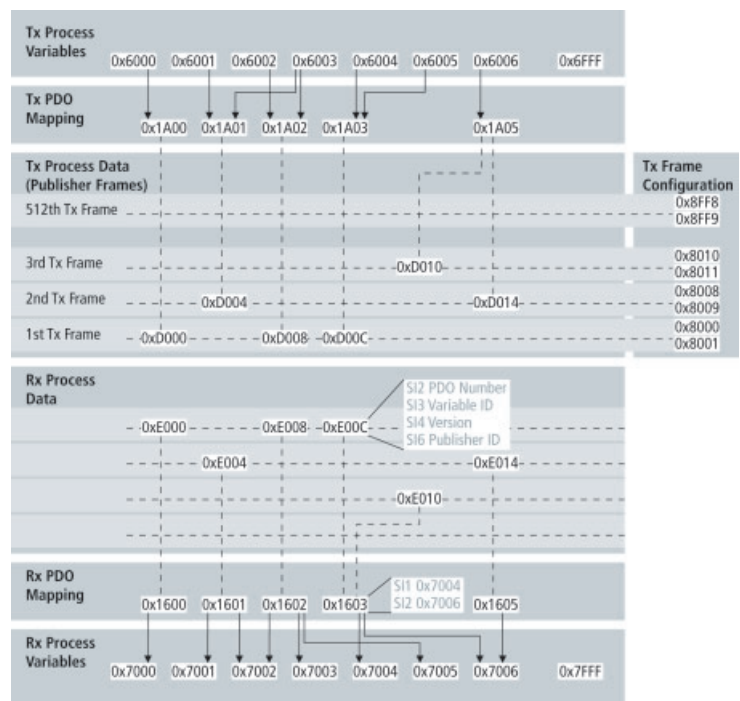 Tx Process
Variables
0x6000 0x6001 0x6002 0x6003 0x6004 0x6005 0x6006 0x6FFF
Tx PDO
Mapping
0x1A00 0x1A01 0x1A02 0x1A03 0x1A05
Tx Process Data
(Publisher Frames)
Tx Frame
Configuration
512th Tx Frame
0x8FF8
0x8FF9
3rd Tx Frame
0xD010
0x8010
0x8011
2nd Tx Frame
0xD004 0xD014
0x8008
0x8009
1st Tx Frame
0xD000 0xD008 0xD00C
0x8000
0x8001
Rx Process
Data
SI2 PDO Number
SI3 Variable ID
SI4 Version
SI6 Publisher ID
0xE000 0xE008 0xE00C
0xE004 0xE014
0xE010
Rx PDO
Mapping
SI1 0x7004
SI2 0x7006
0x1600 0x1601 0x1602 0x1603 0x1605
Rx Process
Variables
0x7000 0x7001 0x7002 0x7003 0x7004 0x7005 0x7006 0x7FFF